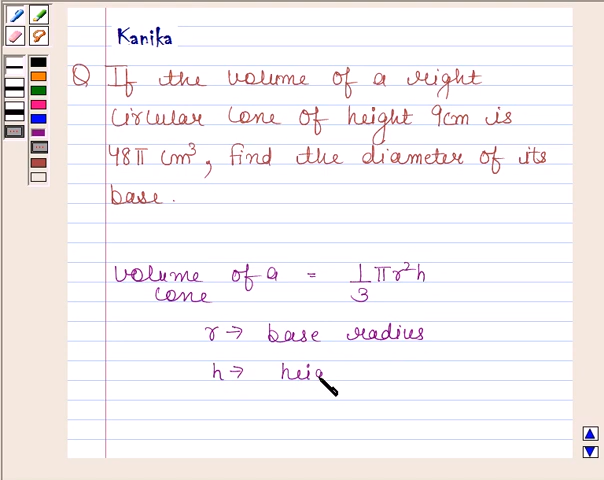 Kanika
Q If the volume of a right
circular cone of height 9cm is
48π cm³, find the diameter of its
base.
volume of a = 1/3 πr²h
cone
r → base radius
h → heig